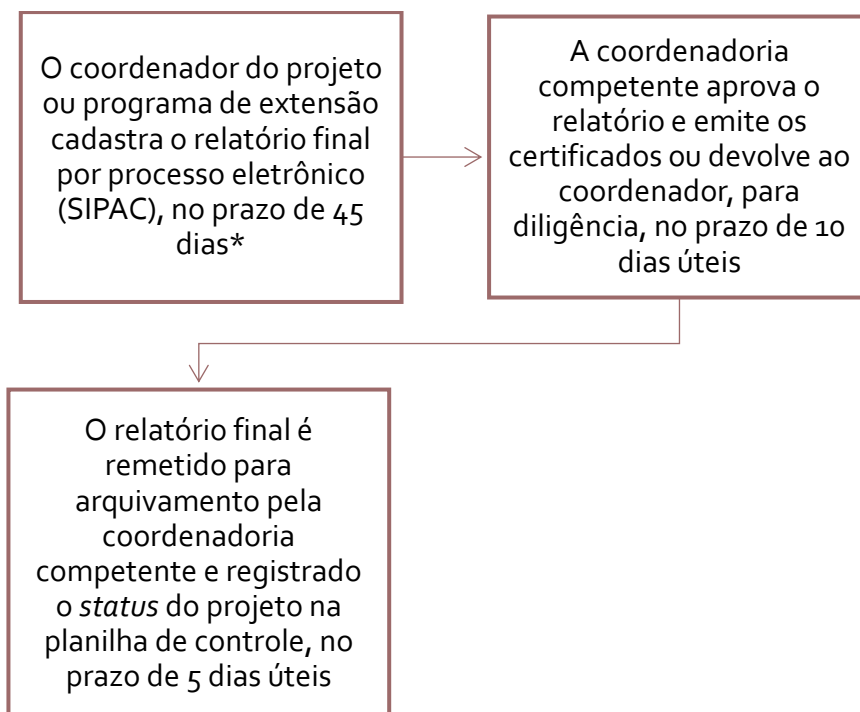 O coordenador do projeto
ou programa de extensão
cadastra o relatório final
por processo eletrônico
(SIPAC), no prazo de 45
dias*
A coordenadoria
competente aprova o
relatório e emite os
certificados ou devolve ao
coordenador, para
diligência, no prazo de 10
dias úteis
O relatório final é
remetido para
arquivamento pela
coordenadoria
competente e registrado
o status do projeto na
planilha de controle, no
prazo de 5 dias úteis